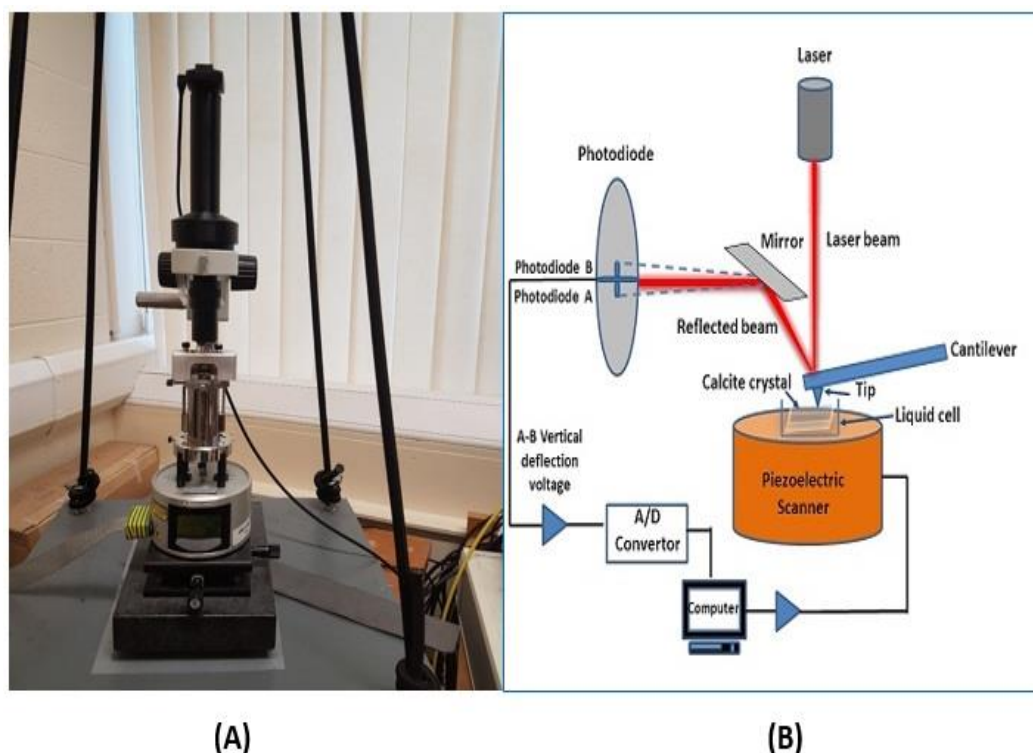 Laser
Photodiode
Mirror
Laser beam
Photodiode B
Photodiode A
Reflected beam
Cantilever
Calcite crystal
Tip
Liquid cell
A-B Vertical
deflection
voltage
Piezoelectric
Scanner
A/D
Convertor
Computer
(A)
(B)